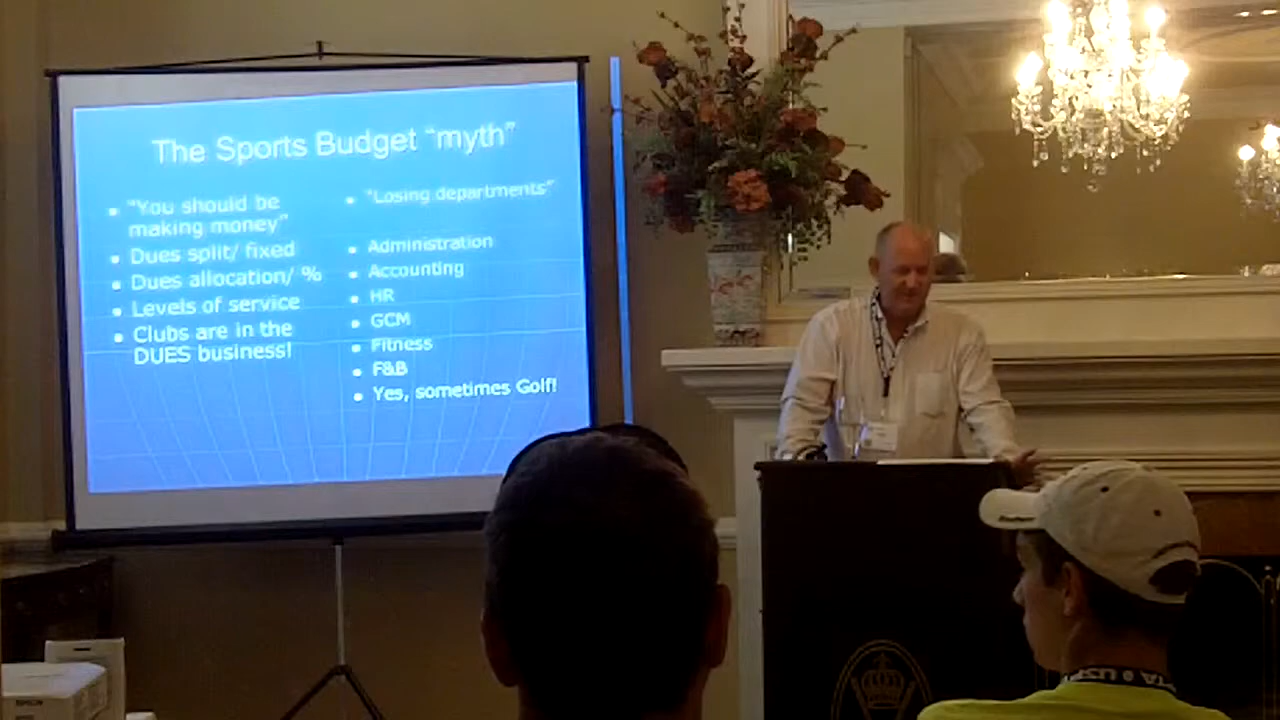 The Sports Budget “myth”
“You should be
making money”
Dues split/ fixed
Dues allocation/ %
Levels of service
Clubs are in the
DUES business!
“Losing departments”
Administration
Accounting
HR
GCM
Fitness
F&B
Yes, sometimes Golf!